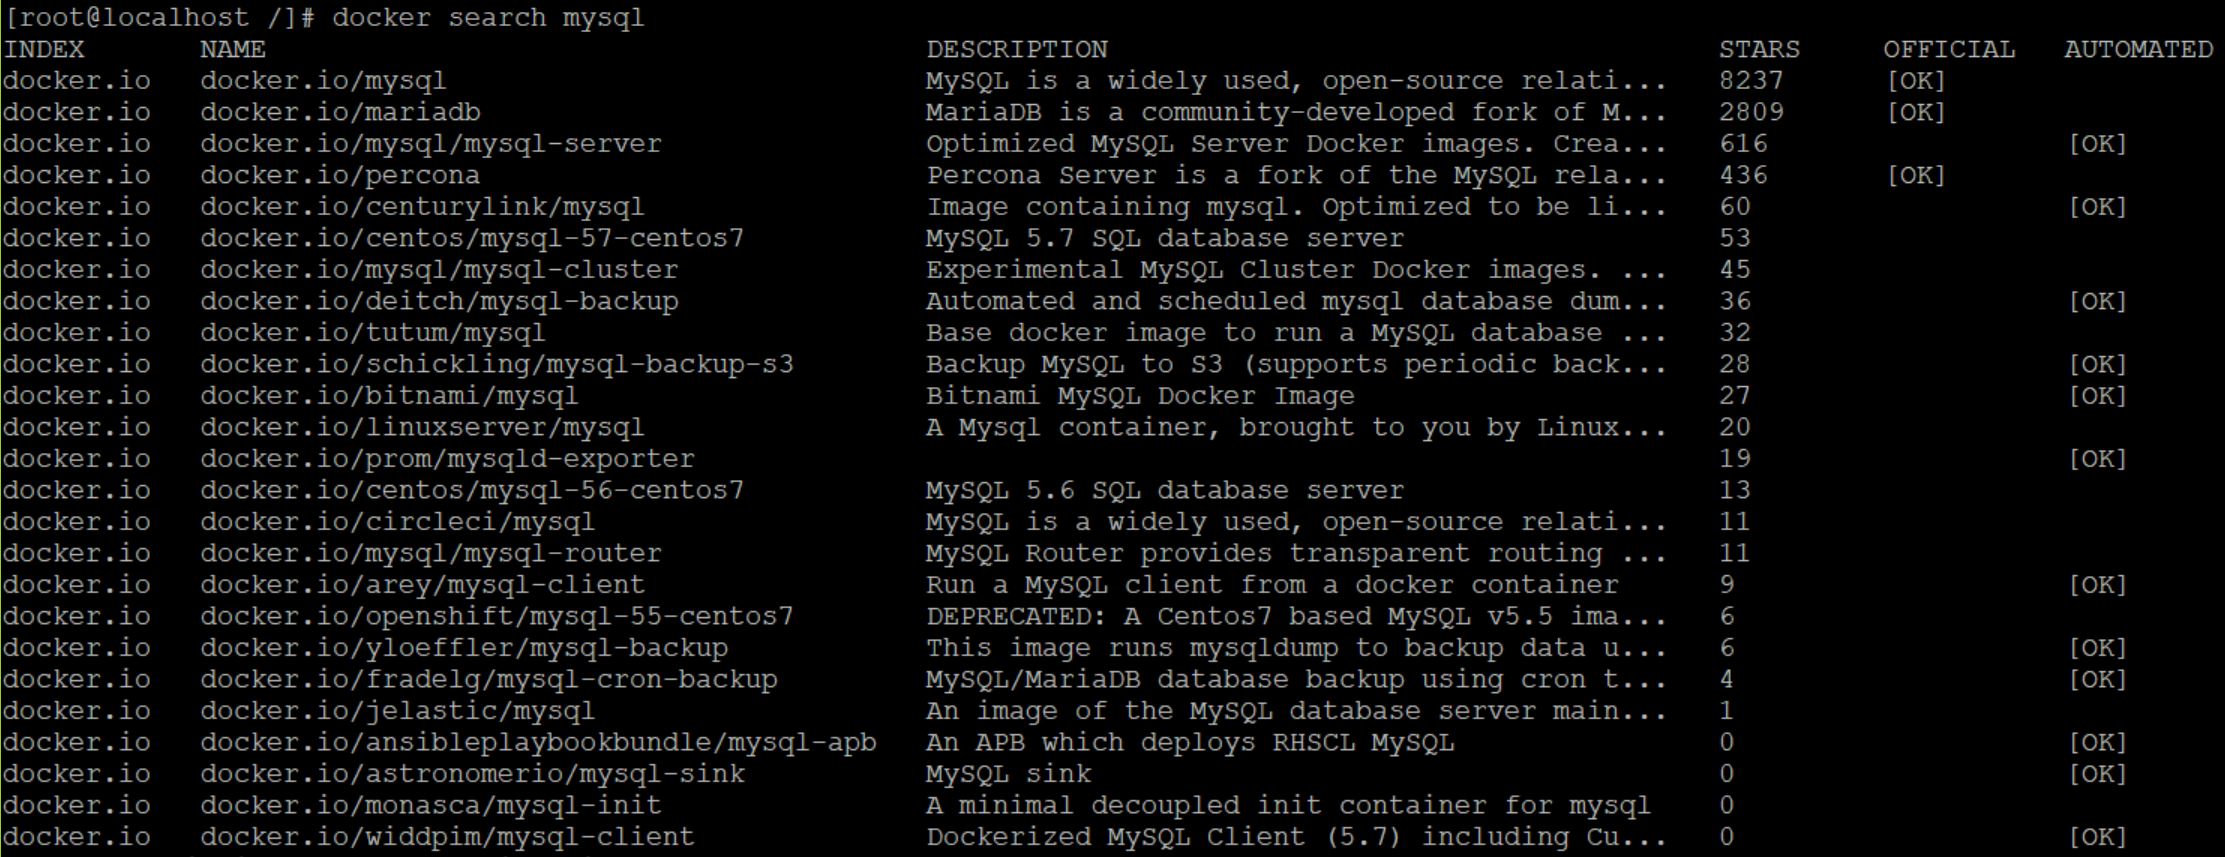 [root@localhost /]# docker search mysql
INDEX NAME DESCRIPTION STARS OFFICIAL AUTOMATED
docker.io docker.io/mysql MySQL is a widely used, open-source relati... 8237 [OK]
docker.io docker.io/mariadb MariaDB is a community-developed fork of M... 2809 [OK]
docker.io docker.io/mysql/mysql-server Optimized MySQL Server Docker images. Crea... 616 [OK]
docker.io docker.io/percona Percona Server is a fork of the MySQL rela... 436 [OK]
docker.io docker.io/centurylink/mysql Image containing mysql. Optimized to be li... 60 [OK]
docker.io docker.io/centos/mysql-57-centos7 MySQL 5.7 SQL database server 53
docker.io docker.io/mysql/mysql-cluster Experimental MySQL Cluster Docker images. ... 45
docker.io docker.io/deitch/mysql-backup Automated and scheduled mysql database dum... 36 [OK]
docker.io docker.io/tutum/mysql Base docker image to run a MySQL database ... 32
docker.io docker.io/schickling/mysql-backup-s3 Backup MySQL to S3 (supports periodic back... 28 [OK]
docker.io docker.io/bitnami/mysql Bitnami MySQL Docker Image 27 [OK]
docker.io docker.io/linuxserver/mysql A Mysql container, brought to you by Linux... 20
docker.io docker.io/prom/mysqld-exporter 19 [OK]
docker.io docker.io/centos/mysql-56-centos7 MySQL 5.6 SQL database server 13
docker.io docker.io/circleci/mysql MySQL is a widely used, open-source relati... 11
docker.io docker.io/mysql/mysql-router MySQL Router provides transparent routing ... 11
docker.io docker.io/arey/mysql-client Run a MySQL client from a docker container 9 [OK]
docker.io docker.io/openshift/mysql-55-centos7 DEPRECATED: A Centos7 based MySQL v5.5 ima... 6
docker.io docker.io/yloeffler/mysql-backup This image runs mysqldump to backup data u... 6 [OK]
docker.io docker.io/fradelg/mysql-cron-backup MySQL/MariaDB database backup using cron t... 4 [OK]
docker.io docker.io/jelastic/mysql An image of the MySQL database server main... 1
docker.io docker.io/ansibleplaybookbundle/mysql-apb An APB which deploys RHSCL MySQL 0 [OK]
docker.io docker.io/astronomerio/mysql-sink MySQL sink 0 [OK]
docker.io docker.io/monasca/mysql-init A minimal decoupled init container for mysql 0
docker.io docker.io/widdpim/mysql-client Dockerized MySQL Client (5.7) including Cu... 0 [OK]